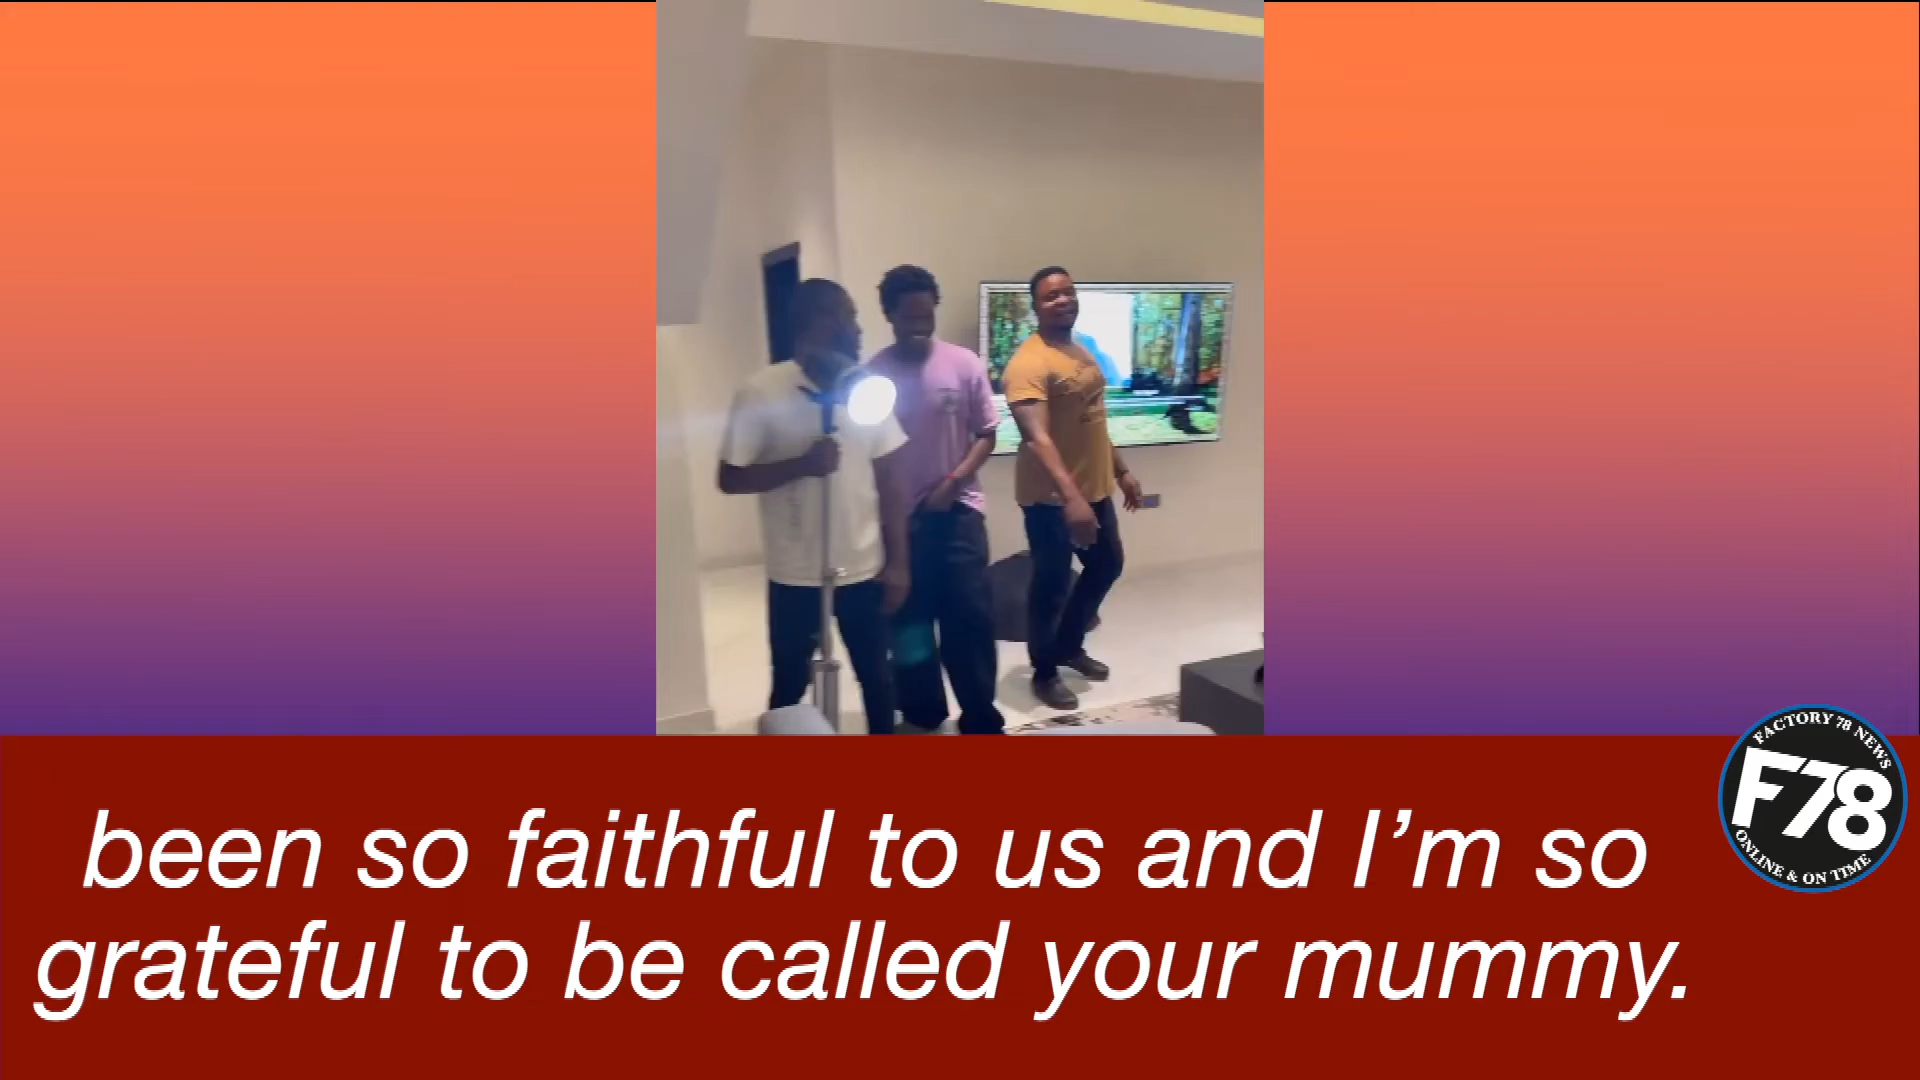 been so faithful to us and I’m so
grateful to be called your mummy.
FACTORY 78 NEWS
F78
ONLINE & ON TIME